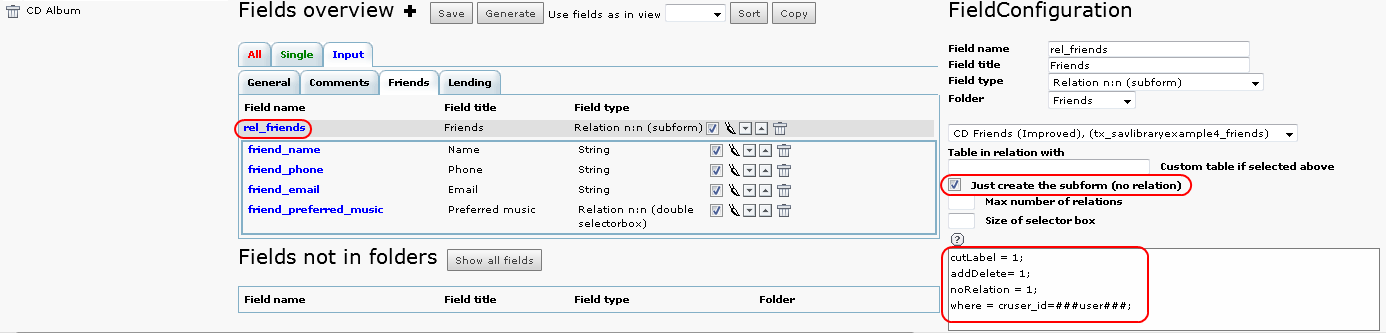 CD Album
Fields overview +
Save Generate Use fields as in view Sort Copy
All Single Input
General Comments Friends Lending
Field name Field title Field type
rel_friends Friends Relation n:n (subform)
friend_name Name String
friend_phone Phone String
friend_email Email String
friend_preferred_music Preferred music Relation n:n (double
selectorbox)
Fields not in folders Show all fields
Field name Field title Folder
FieldConfiguration
Field name rel_friends
Field title Friends
Field type Relation n:n (subform)
Folder Friends
CD Friends (Improved), (tx_savlibraryexample4_friends)
Table in relation with
Custom table if selected above
Just create the subform (no relation)
Max number of relations
Size of selector box
?
cutLabel = 1;
addDelete= 1;
noRelation = 1;
where = cruser_id=###user###;